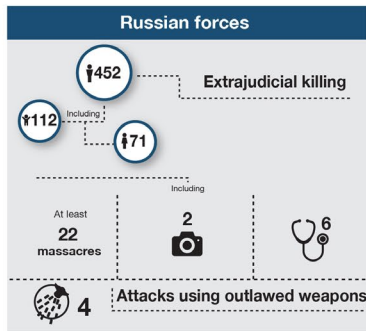 Russian forces
452
Extrajudicial killing
112
Including
71
Including
At least
22
massacres
2
6
4
Attacks using outlawed weapons